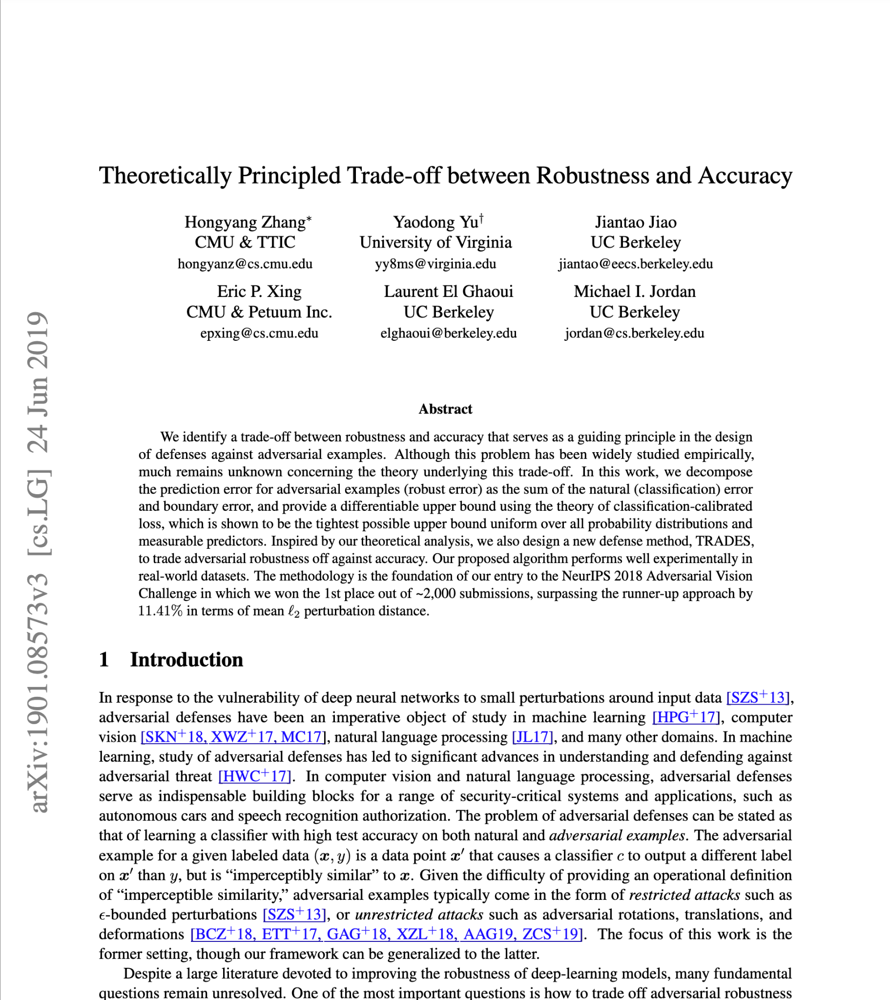 Theoretically Principled Trade-off between Robustness and Accuracy
Hongyang Zhang* Yaodong Yu† Jiantao Jiao
CMU & TTIC University of Virginia UC Berkeley
hongyanz@cs.cmu.edu yy8ms@virginia.edu jiantao@eecs.berkeley.edu
Eric P. Xing Laurent El Ghaoui Michael I. Jordan
CMU & Petuum Inc. UC Berkeley UC Berkeley
epxing@cs.cmu.edu elghaoui@berkeley.edu jordan@cs.berkeley.edu
arXiv:1901.08573v3 [cs.LG] 24 Jun 2019
Abstract
We identify a trade-off between robustness and accuracy that serves as a guiding principle in the design
of defenses against adversarial examples. Although this problem has been widely studied empirically,
much remains unknown concerning the theory underlying this trade-off. In this work, we decompose
the prediction error for adversarial examples (robust error) as the sum of the natural (classification) error
and boundary error, and provide a differentiable upper bound using the theory of classification-calibrated
loss, which is shown to be the tightest possible upper bound uniform over all probability distributions and
measurable predictors. Inspired by our theoretical analysis, we also design a new defense method, TRADES,
to trade adversarial robustness off against accuracy. Our proposed algorithm performs well experimentally in
real-world datasets. The methodology is the foundation of our entry to the NeurIPS 2018 Adversarial Vision
Challenge in which we won the 1st place out of ~2,000 submissions, surpassing the runner-up approach by
11.41% in terms of mean ℓ₂ perturbation distance.
1 Introduction
In response to the vulnerability of deep neural networks to small perturbations around input data [SZS⁺13],
adversarial defenses have been an imperative object of study in machine learning [HPG⁺17], computer
vision [SKN⁺18, XWZ⁺17, MC17], natural language processing [JL17], and many other domains. In machine
learning, study of adversarial defenses has led to significant advances in understanding and defending against
adversarial threat [HWC⁺17]. In computer vision and natural language processing, adversarial defenses
serve as indispensable building blocks for a range of security-critical systems and applications, such as
autonomous cars and speech recognition authorization. The problem of adversarial defenses can be stated as
that of learning a classifier with high test accuracy on both natural and adversarial examples. The adversarial
example for a given labeled data (x, y) is a data point x′ that causes a classifier c to output a different label
on x′ than y, but is “imperceptibly similar” to x. Given the difficulty of providing an operational definition
of “imperceptible similarity,” adversarial examples typically come in the form of restricted attacks such as
ϵ-bounded perturbations [SZS⁺13], or unrestricted attacks such as adversarial rotations, translations, and
deformations [BCZ⁺18, ETT⁺17, GAG⁺18, XZL⁺18, AAG19, ZCS⁺19]. The focus of this work is the
former setting, though our framework can be generalized to the latter.
Despite a large literature devoted to improving the robustness of deep-learning models, many fundamental
questions remain unresolved. One of the most important questions is how to trade off adversarial robustness